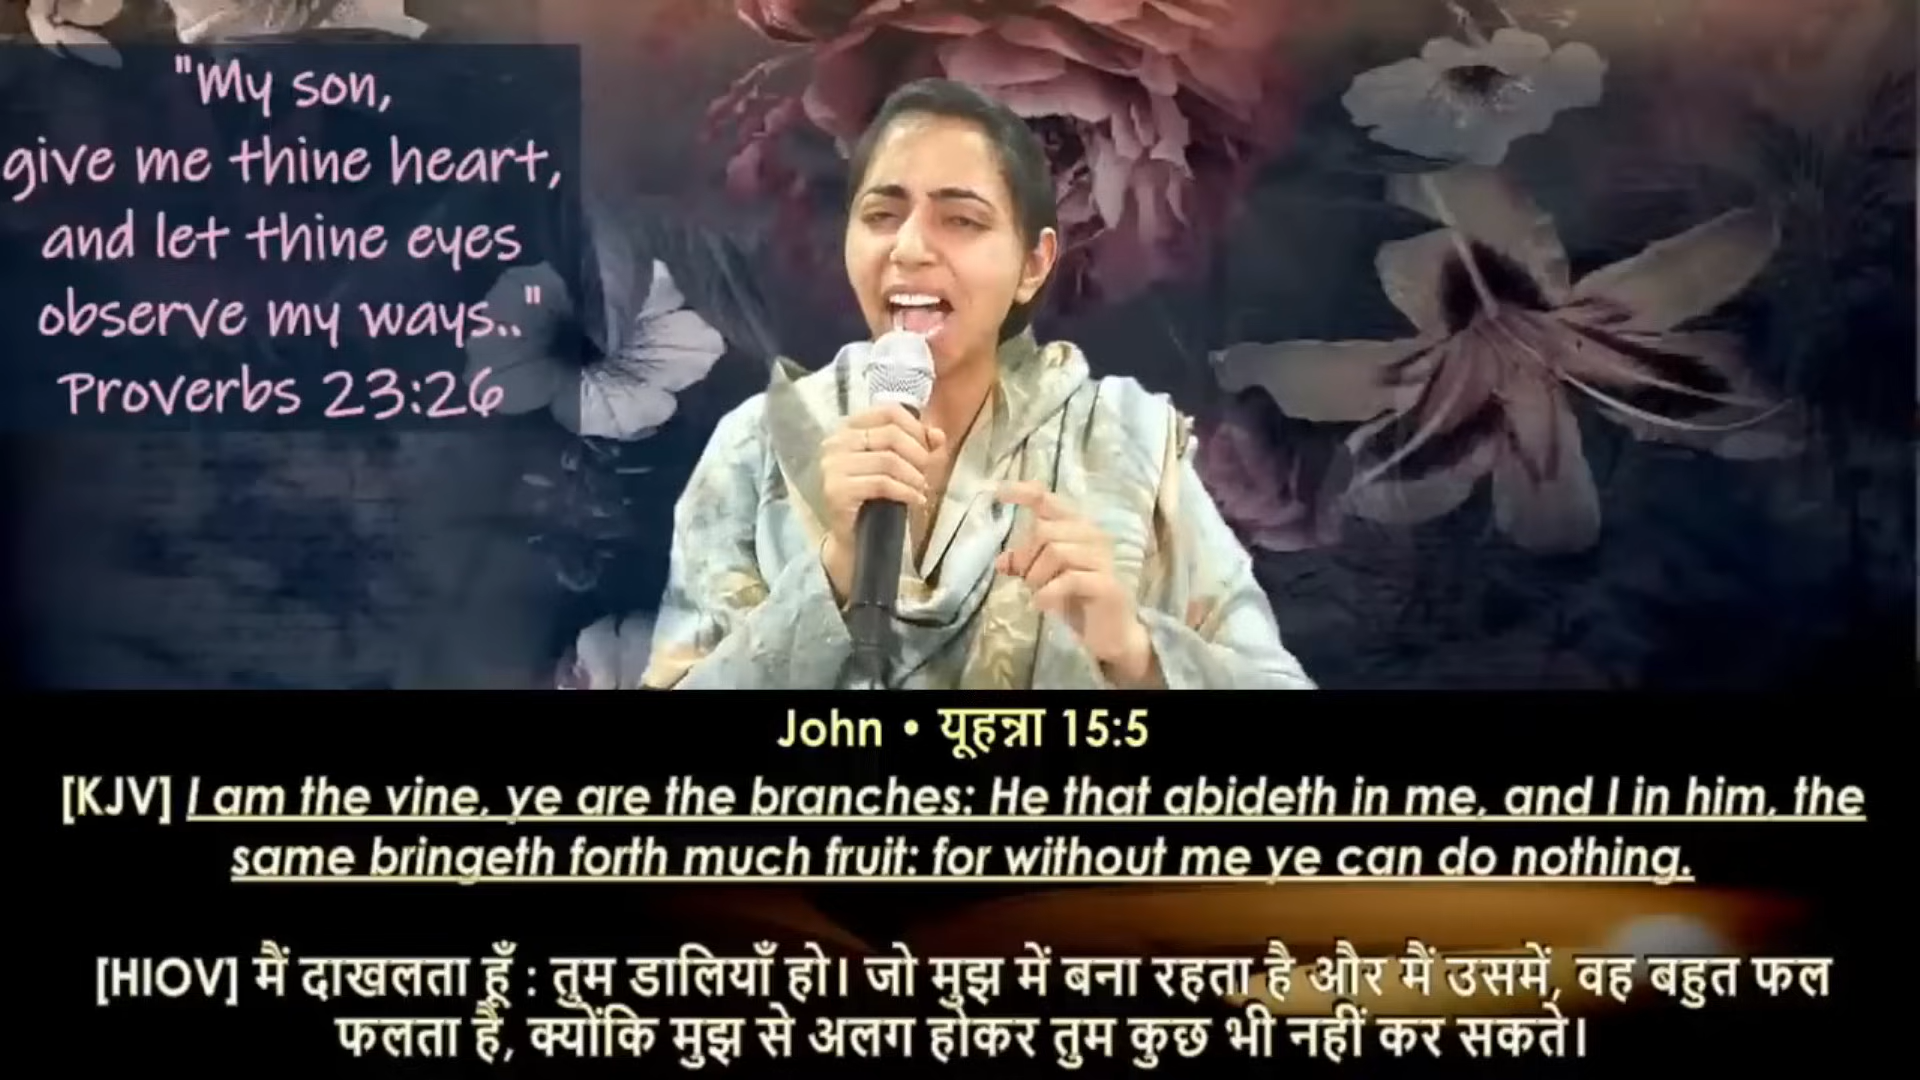 "My son,
give me thine heart,
and let thine eyes
observe my ways.."
Proverbs 23:26
John • यूहन्ना 15:5
[KJV] I am the vine, ye are the branches: He that abideth in me, and I in him, the
same bringeth forth much fruit: for without me ye can do nothing.
[HIOV] मैं दाखलता हूँ : तुम डालियाँ हो। जो मुझ में बना रहता है और मैं उसमें, वह बहुत फल
फलता है, क्योंकि मुझ से अलग होकर तुम कुछ भी नहीं कर सकते।